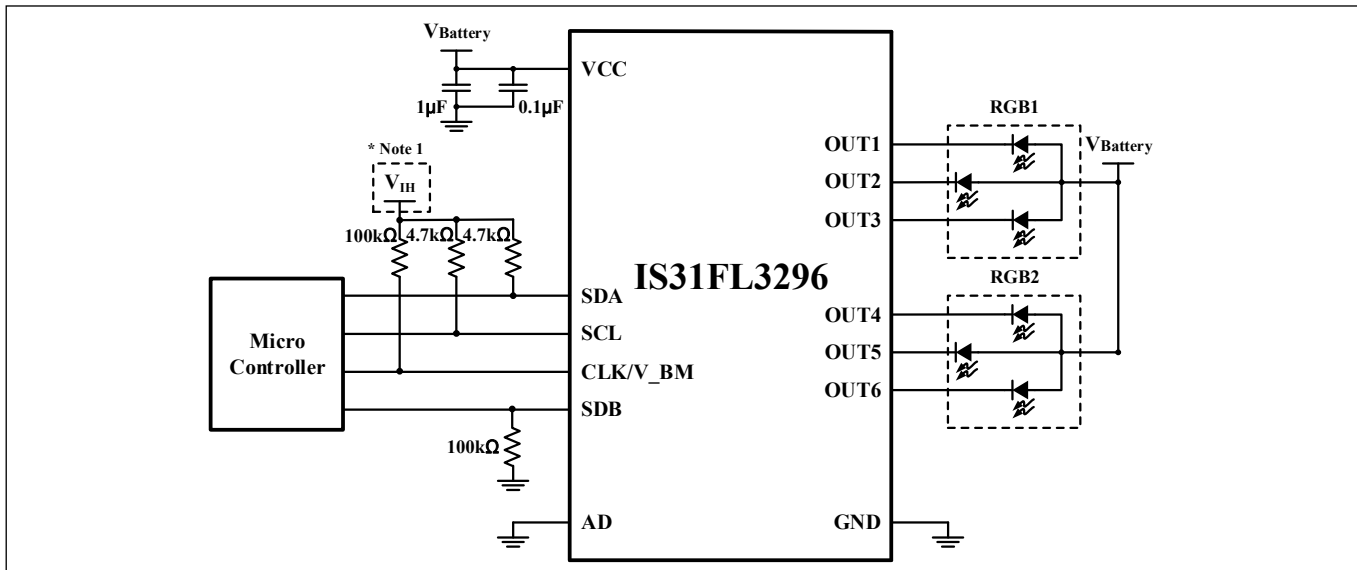 VBattery
VCC
1µF
0.1µF
* Note 1
VIH
100kΩ 4.7kΩ 4.7kΩ
Micro
Controller
SDA
SCL
CLK/V_BM
SDB
100kΩ
AD
IS31FL3296
OUT1
OUT2
OUT3
OUT4
OUT5
OUT6
GND
RGB1
VBattery
RGB2